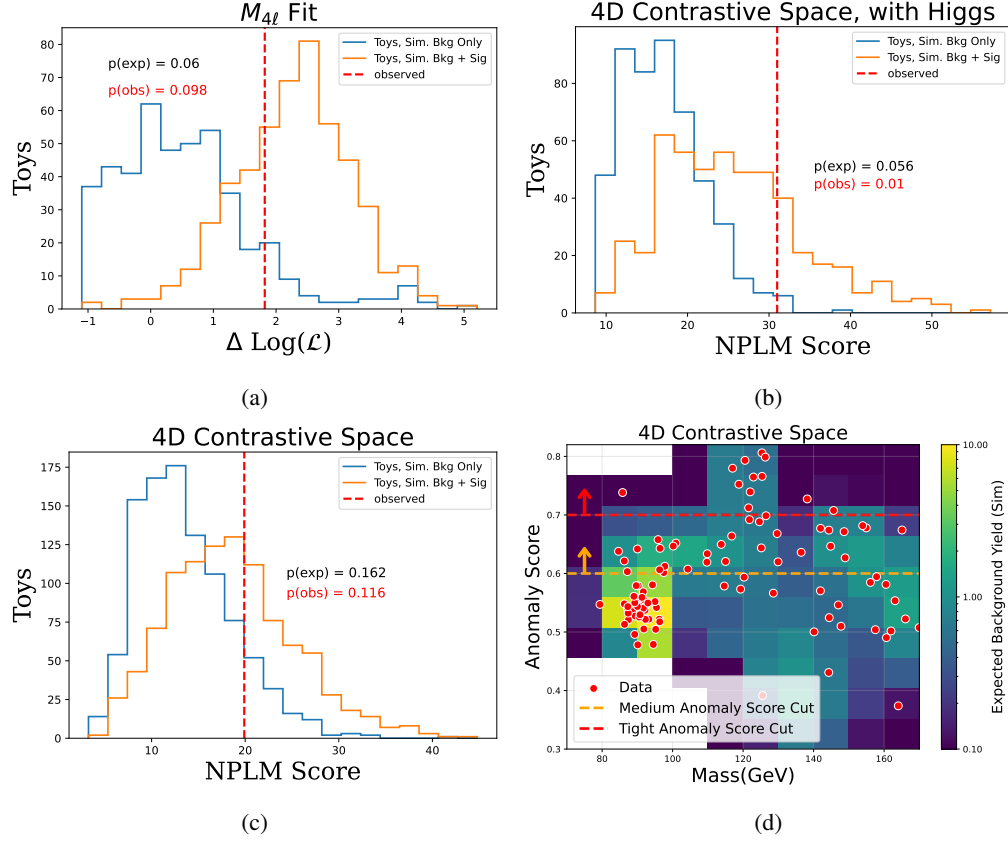 M4ℓ Fit
Toys, Sim. Bkg Only
Toys, Sim. Bkg + Sig
observed
p(exp) = 0.06
p(obs) = 0.098
Toys
80
70
60
50
40
30
20
10
0
−1 0 1 2 3 4 5
Δ Log(ℒ)
(a)
4D Contrastive Space, with Higgs
Toys, Sim. Bkg Only
Toys, Sim. Bkg + Sig
observed
p(exp) = 0.056
p(obs) = 0.01
Toys
80
60
40
20
0
10 20 30 40 50
NPLM Score
(b)
4D Contrastive Space
Toys, Sim. Bkg Only
Toys, Sim. Bkg + Sig
observed
p(exp) = 0.162
p(obs) = 0.116
Toys
175
150
125
100
75
50
25
0
10 20 30 40
NPLM Score
(c)
4D Contrastive Space
Anomaly Score
0.8
0.7
0.6
0.5
0.4
0.3
Data
Medium Anomaly Score Cut
Tight Anomaly Score Cut
80 100 120 140 160
Mass(GeV)
10.00
1.00
0.10
Expected Background Yield (Sim)
(d)